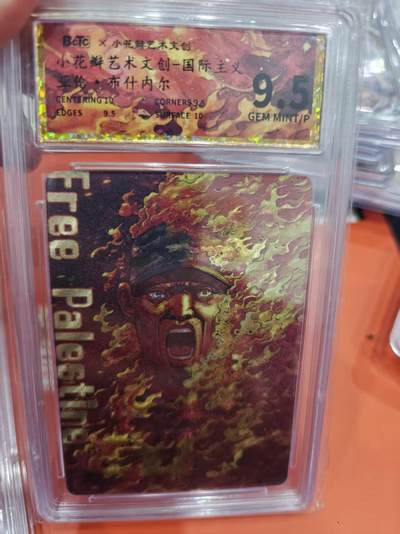 BCTC × 小花瓣艺术文创
小花瓣艺术文创-国际主义
亚伦·布什内尔
CENTERING 10 CORNERS 9.5
EDGES 9.5 SURFACE 10
9.5
GEM MINT/P
Free Palestine